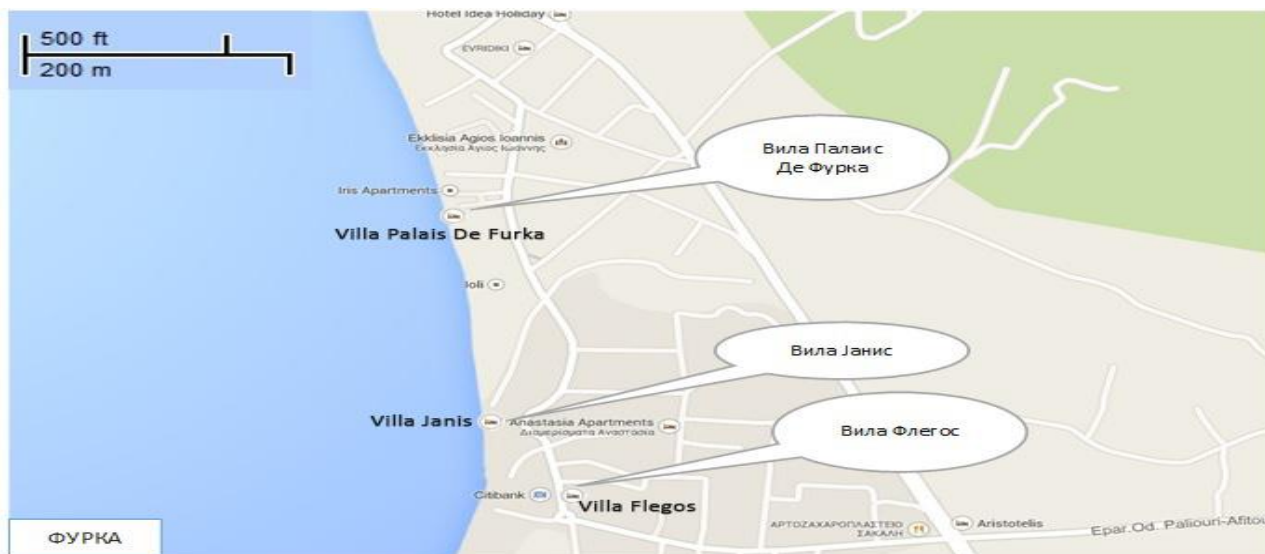 500 ft
200 m
Hotel Idea Holiday
EVRIDIKI
Ekklisia Agios Ioannis
Εκκλησία Άγιος Ιωάννης
Вила Палаис
Де Фурка
Iris Apartments
Villa Palais De Furka
Joli
Вила Јанис
Villa Janis
Anastasia Apartments
Διαμερίσματα Αναστασία
Вила Флегос
Citibank
Villa Flegos
ΑΡΤΟΖΑΧΑΡΟΠΛΑΣΤΕΙΟ
ΣΑΚΑΛΗ
Aristotelis
Epar.Od. Paliouri-Afitou
ФУРКА